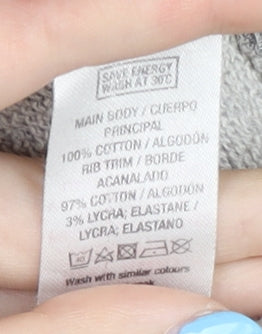 SAVE ENERGY
WASH AT 30°C
MAIN BODY / CUERPO
PRINCIPAL
100% COTTON / ALGODÓN
RIB TRIM / BORDE
ACANALADO
97% COTTON / ALGODÓN
3% LYCRA; ELASTANE /
LYCRA; ELASTANO
40
Wash with similar colours